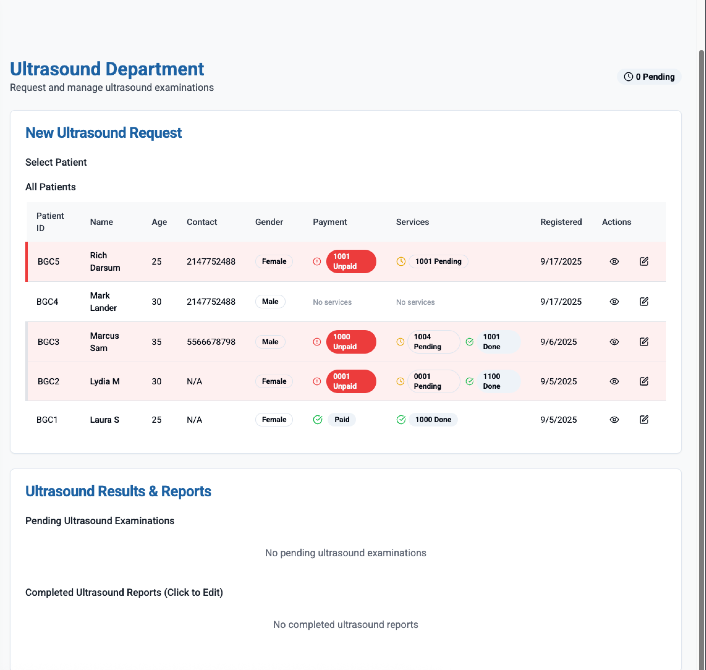 Ultrasound Department
Request and manage ultrasound examinations
0 Pending
New Ultrasound Request
Select Patient
All Patients
Patient ID Name Age Contact Gender Payment Services Registered Actions
BGC5 Rich Darsum 25 2147752488 Female 1001 Unpaid 1001 Pending 9/17/2025
BGC4 Mark Lander 30 2147752488 Male No services No services 9/17/2025
BGC3 Marcus Sam 35 5566678798 Male 1000 Unpaid 1004 Pending 1001 Done 9/6/2025
BGC2 Lydia M 30 N/A Female 0001 Unpaid 0001 Pending 1100 Done 9/5/2025
BGC1 Laura S 25 N/A Female Paid 1000 Done 9/5/2025
Ultrasound Results & Reports
Pending Ultrasound Examinations
No pending ultrasound examinations
Completed Ultrasound Reports (Click to Edit)
No completed ultrasound reports